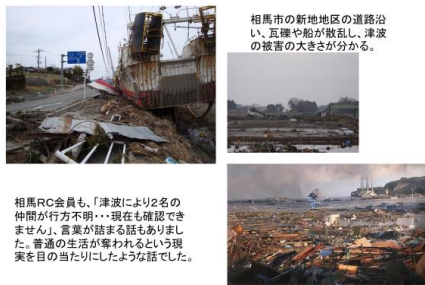 相馬市の新地地区の道路沿
い、瓦礫や船が散乱し、津波
の被害の大きさが分かる。
相馬RC会員も、「津波により2名の
仲間が行方不明・・・現在も確認でき
ません」、言葉が詰まる話もありまし
た。普通の生活が奪われるという現
実を目の当たりにしたような話でした。